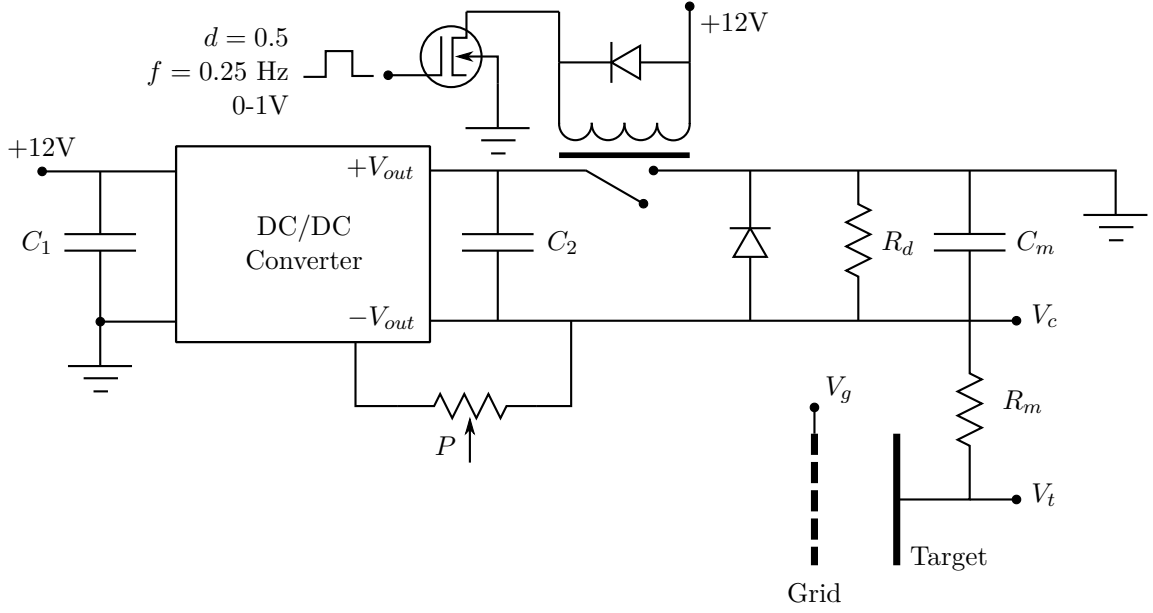 +12V
d = 0.5
f = 0.25 Hz
0-1V
+12V
+V_out
DC/DC
Converter
C_1
C_2
R_d
C_m
−V_out
V_c
V_g
R_m
P
V_t
Target
Grid